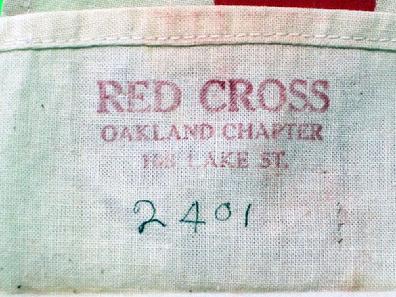 RED CROSS
OAKLAND CHAPTER
LAKE ST.
2401